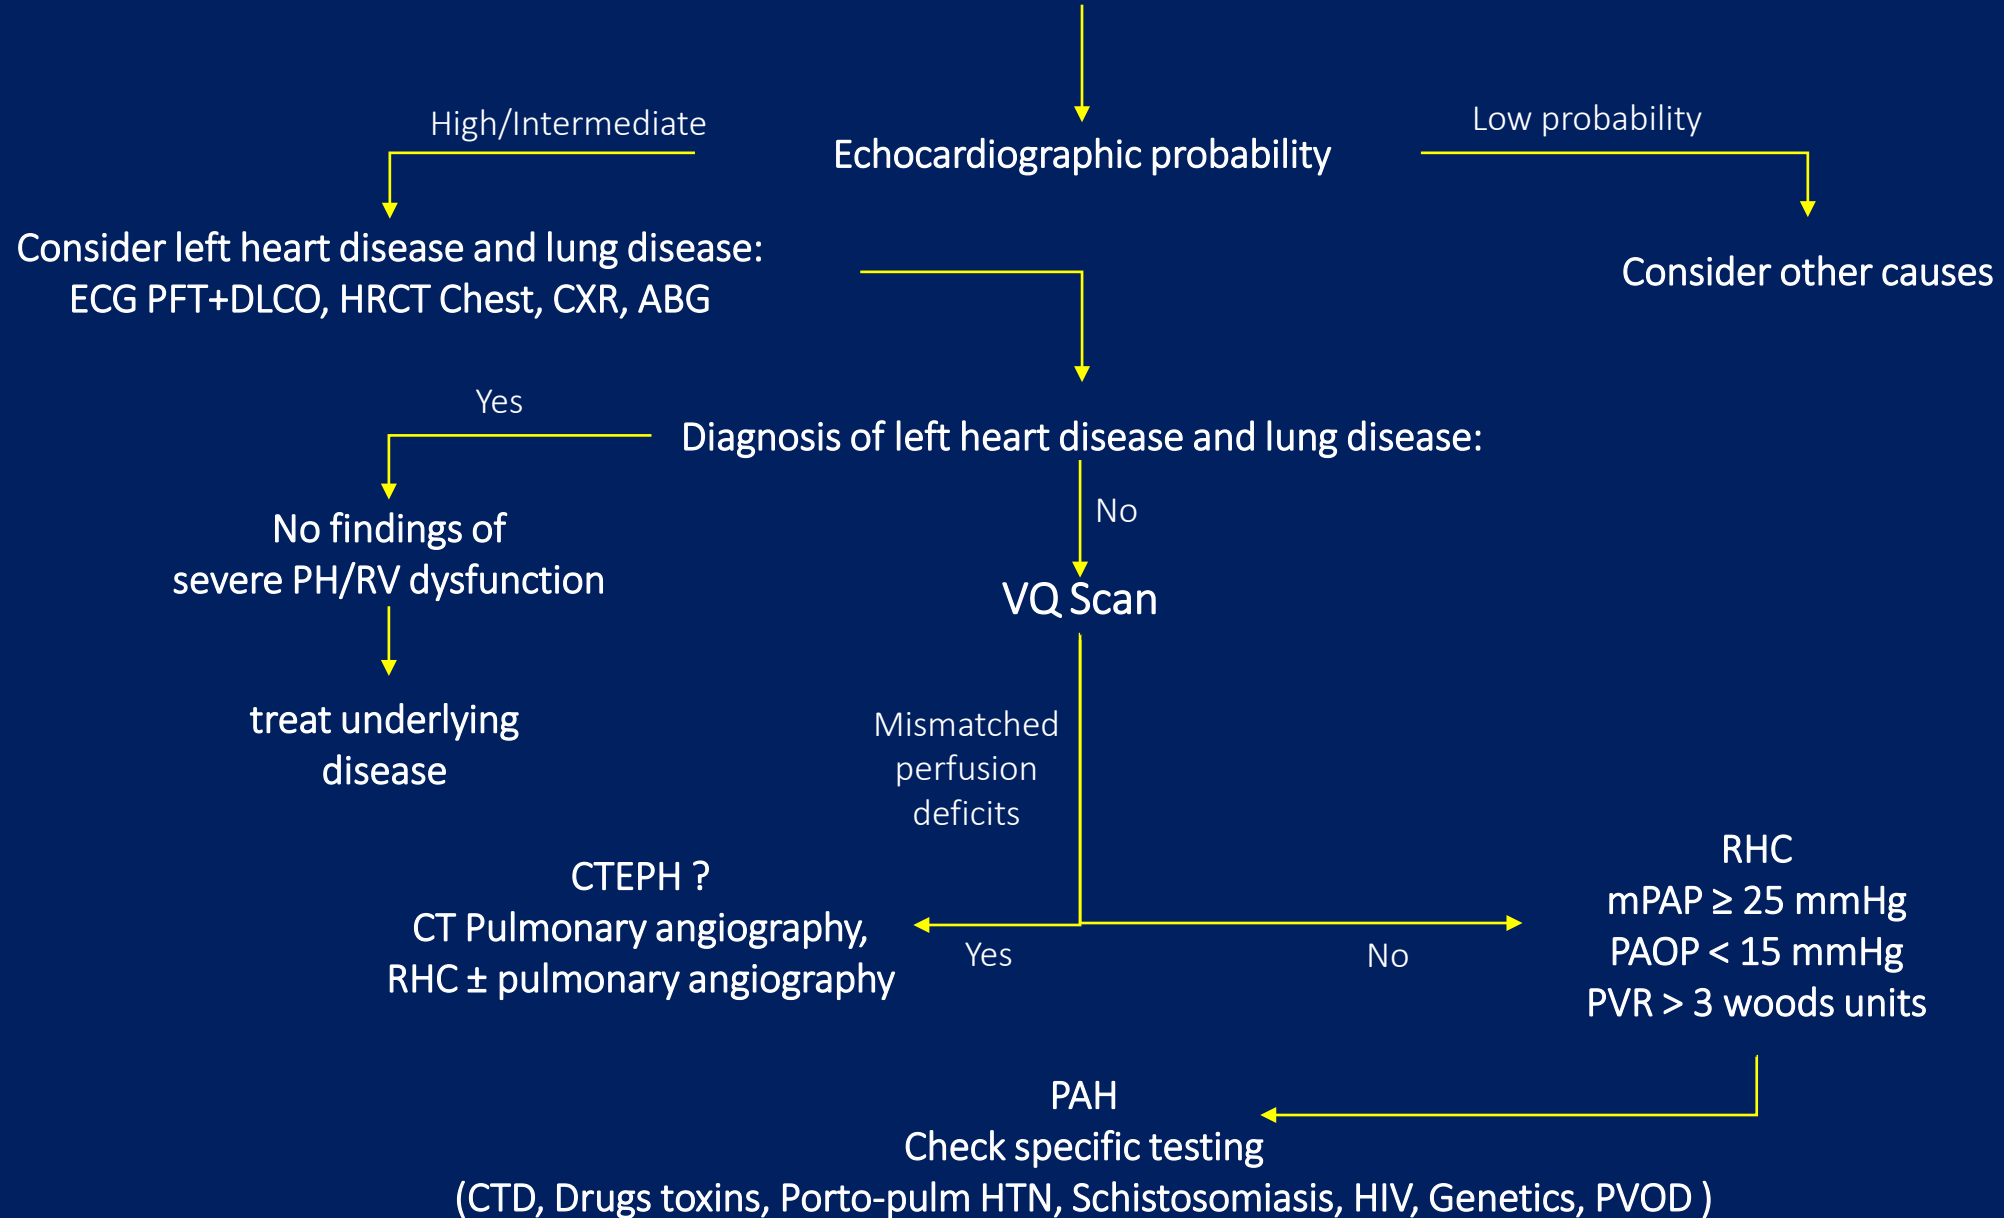 High/Intermediate
Echocardiographic probability
Low probability
Consider left heart disease and lung disease:
ECG PFT+DLCO, HRCT Chest, CXR, ABG
Consider other causes
Yes
Diagnosis of left heart disease and lung disease:
No findings of
severe PH/RV dysfunction
No
VQ Scan
treat underlying
disease
Mismatched
perfusion
deficits
CTEPH ?
CT Pulmonary angiography,
RHC ± pulmonary angiography
Yes
No
RHC
mPAP ≥ 25 mmHg
PAOP < 15 mmHg
PVR > 3 woods units
PAH
Check specific testing
(CTD, Drugs toxins, Porto-pulm HTN, Schistosomiasis, HIV, Genetics, PVOD )